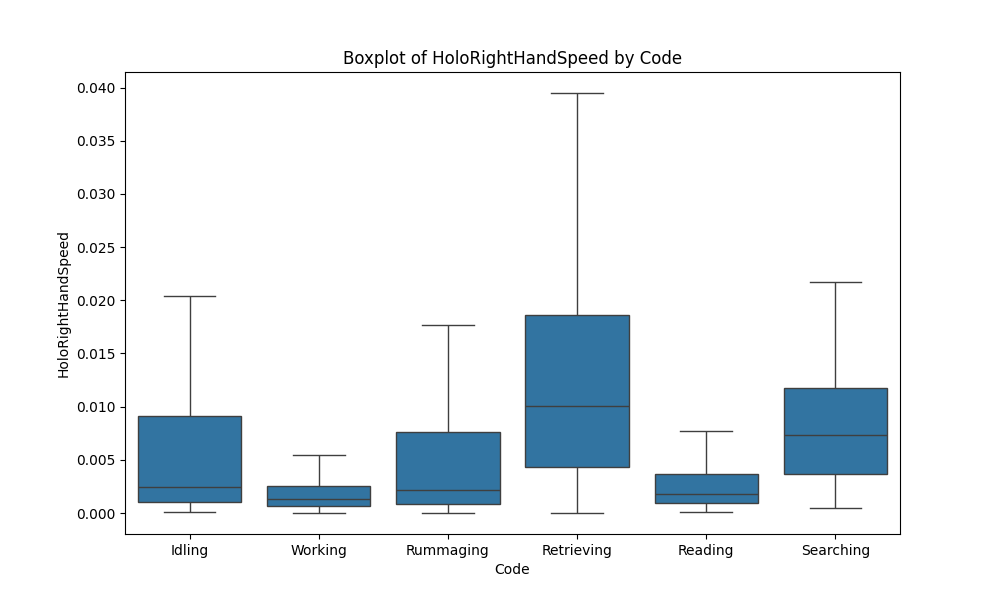 Boxplot of HoloRightHandSpeed by Code
0.040
0.035
0.030
0.025
0.020
0.015
0.010
0.005
0.000
HoloRightHandSpeed
Idling
Working
Rummaging
Retrieving
Reading
Searching
Code